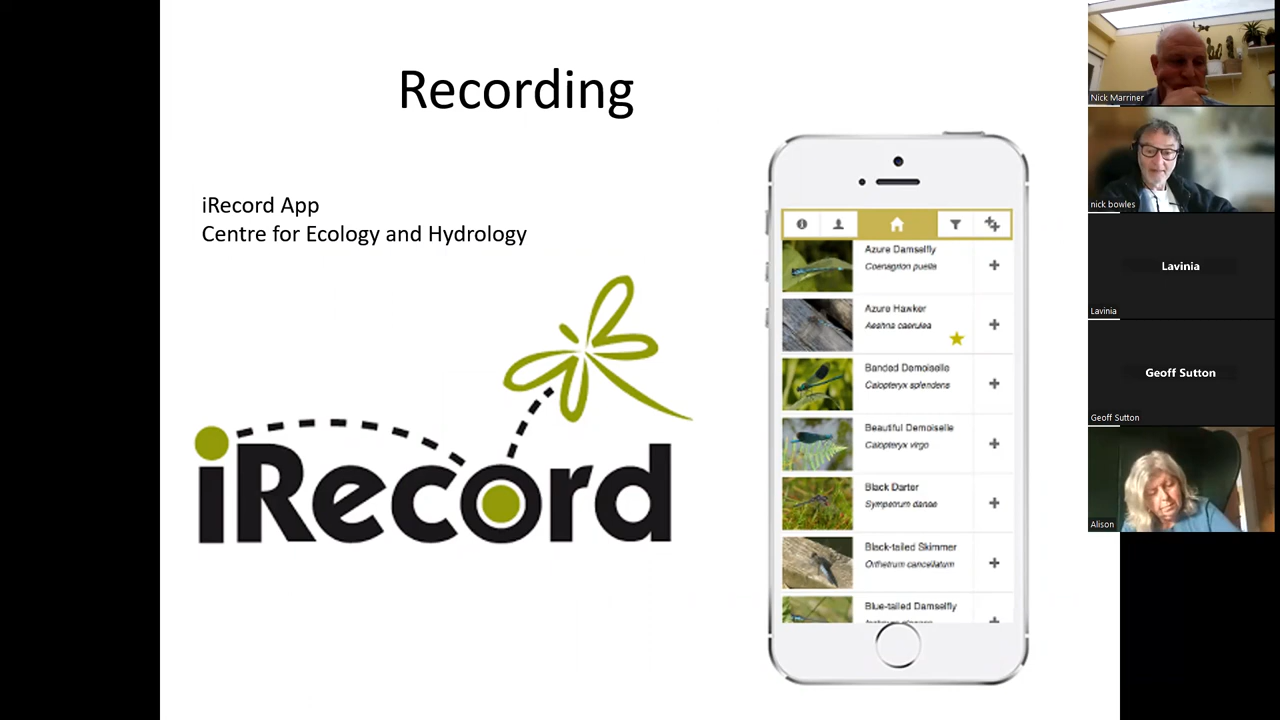 Recording
iRecord App
Centre for Ecology and Hydrology
iRecord
Azure Damselfly
Coenagrion puella
Azure Hawker
Aeshna caerulea
Banded Demoiselle
Calopteryx splendens
Beautiful Demoiselle
Calopteryx virgo
Black Darter
Sympetrum danae
Black-tailed Skimmer
Orthetrum cancellatum
Blue-tailed Damselfly
Nick Marriner
nick bowles
Lavinia
Lavinia
Geoff Sutton
Geoff Sutton
Alison